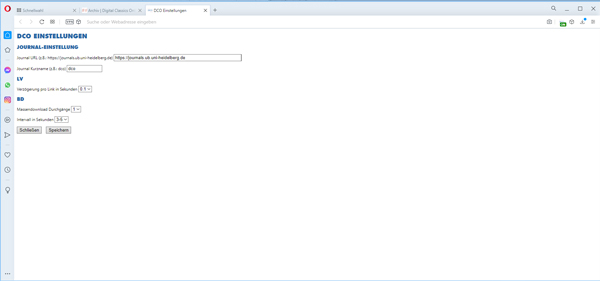 Schnellwahl
Archiv | Digital Classics On
DCO Einstellungen
VPN
Suche oder Webadresse eingeben
DCO EINSTELLUNGEN
JOURNAL-EINSTELLUNG
Journal URL (z.B.: https://journals.ub.uni-heidelberg.de) https://journals.ub.uni-heidelberg.de
Journal Kurzname (z.B.: dco) dco
LV
Verzögerung pro Link in Sekunden 0.1
BD
Massendownload Durchgänge 1
Intervall in Sekunden 3-5
Schließen Speichern